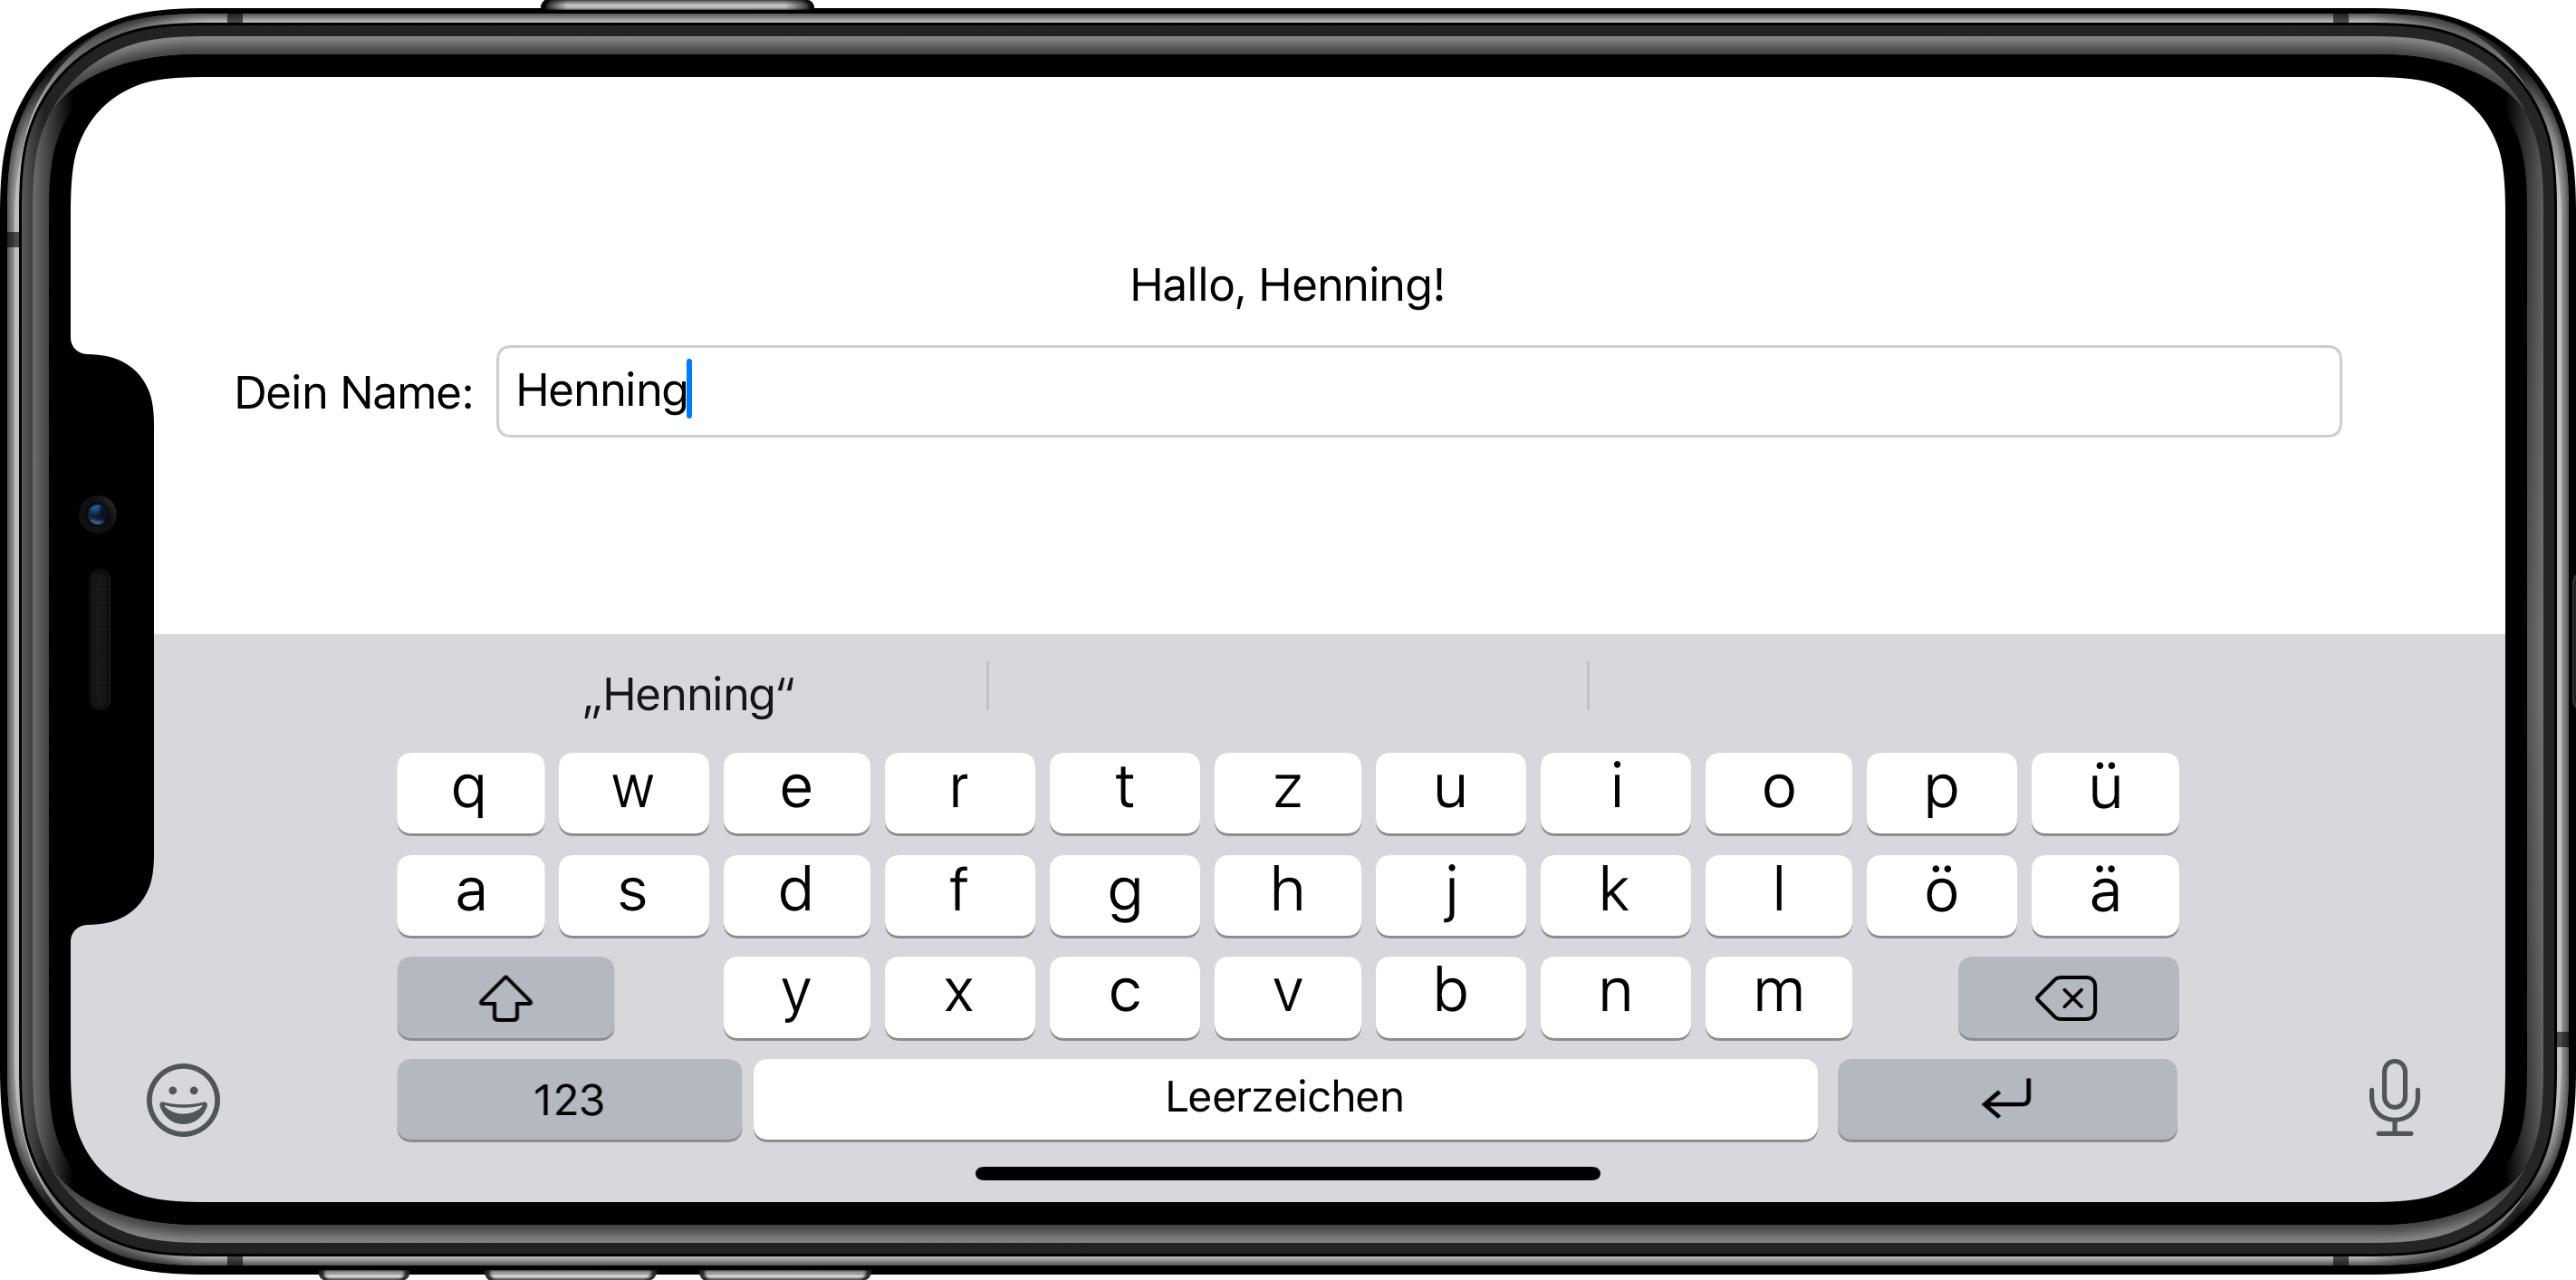 Hallo, Henning!
Dein Name: Henning
„Henning“
q w e r t z u i o p ü
a s d f g h j k l ö ä
y x c v b n m
123 Leerzeichen